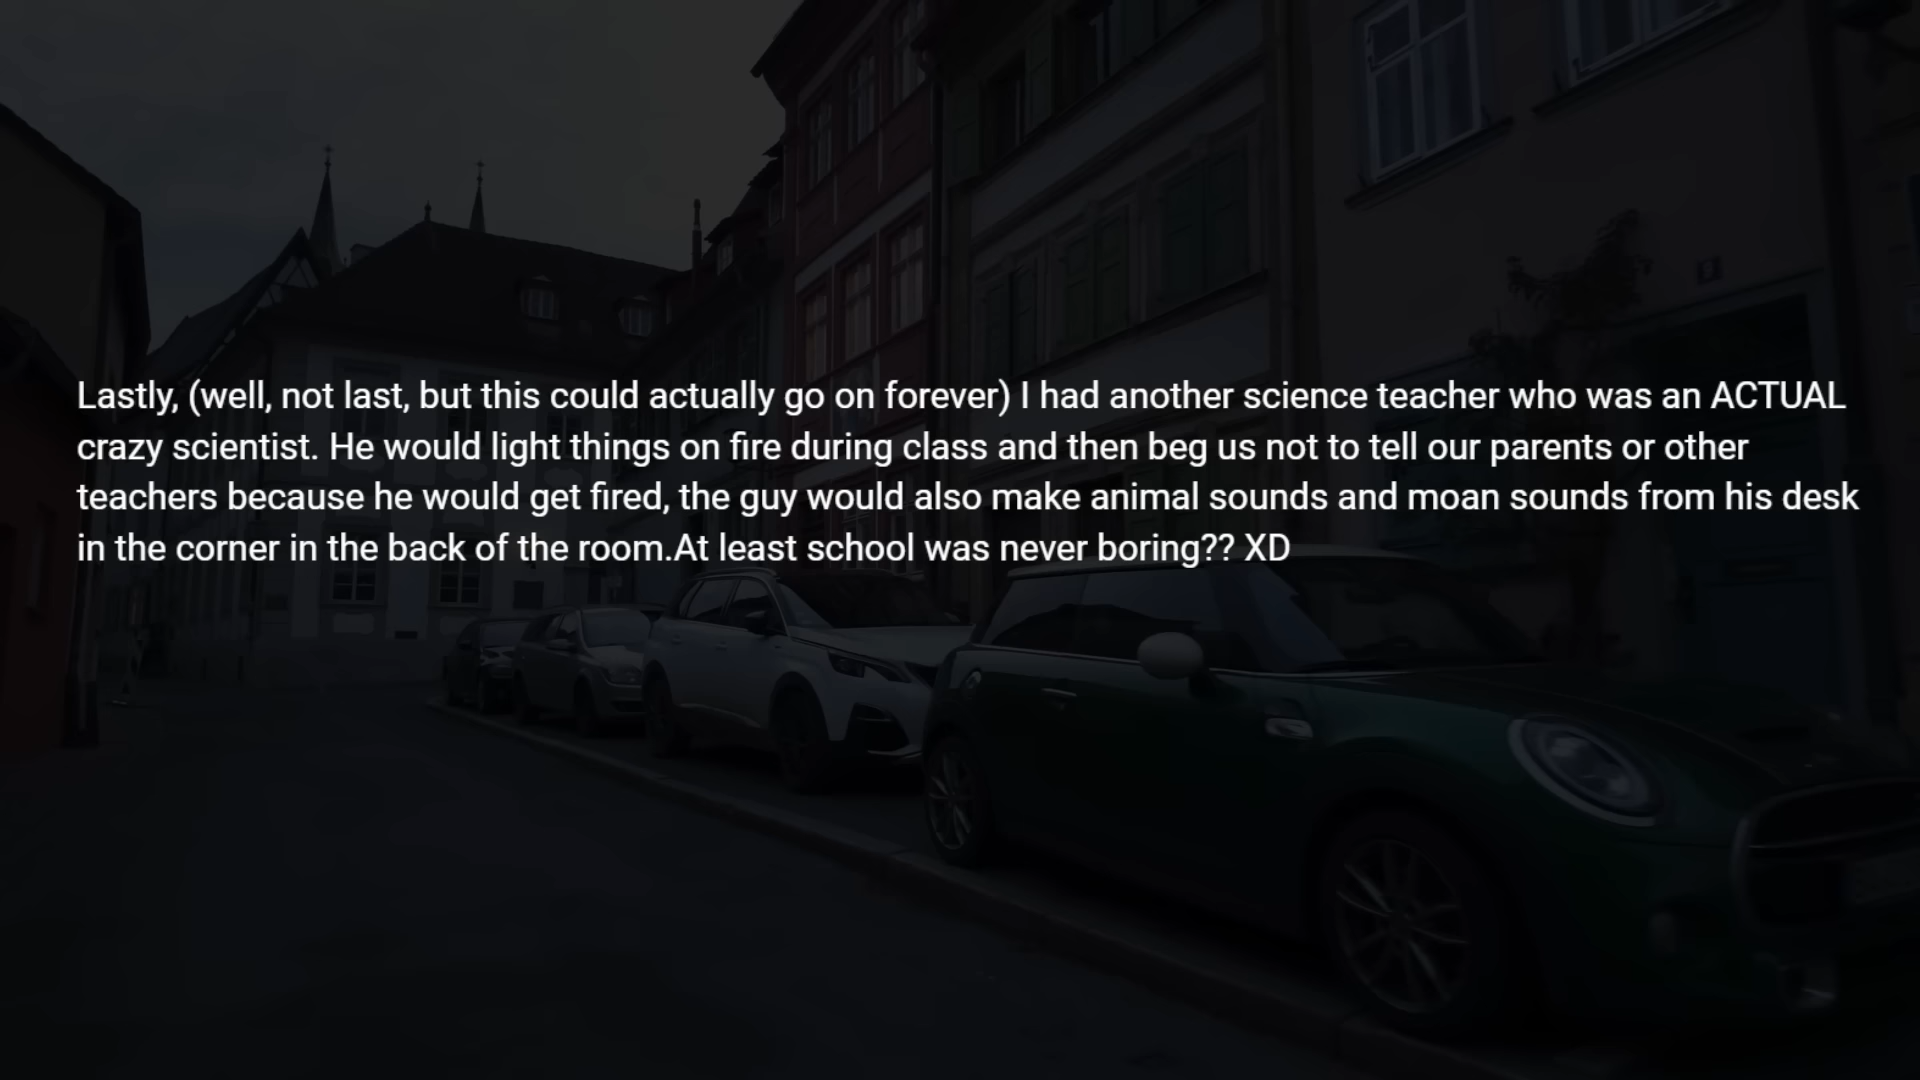 Lastly, (well, not last, but this could actually go on forever) I had another science teacher who was an ACTUAL
crazy scientist. He would light things on fire during class and then beg us not to tell our parents or other
teachers because he would get fired, the guy would also make animal sounds and moan sounds from his desk
in the corner in the back of the room.At least school was never boring?? XD